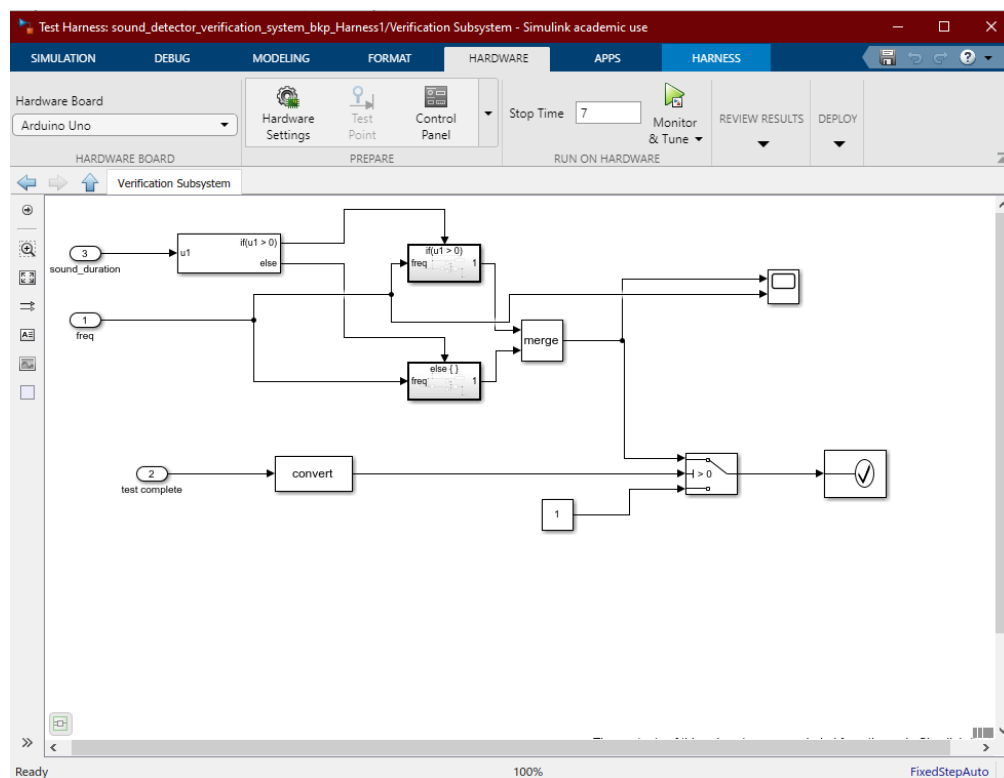 Test Harness: sound_detector_verification_system_bkp_Harness1/Verification Subsystem - Simulink academic use
SIMULATION DEBUG MODELING FORMAT HARDWARE APPS HARNESS
Hardware Board
Arduino Uno
Hardware Settings
Test Point
Control Panel
Stop Time 7
Monitor & Tune
REVIEW RESULTS
DEPLOY
HARDWARE BOARD PREPARE RUN ON HARDWARE
Verification Subsystem
3
sound_duration
u1
if(u1 > 0)
else
if(u1 > 0)
freq 1
1
freq
merge
else { }
freq 1
2
test complete
convert
> 0
1
Ready 100% FixedStepAuto